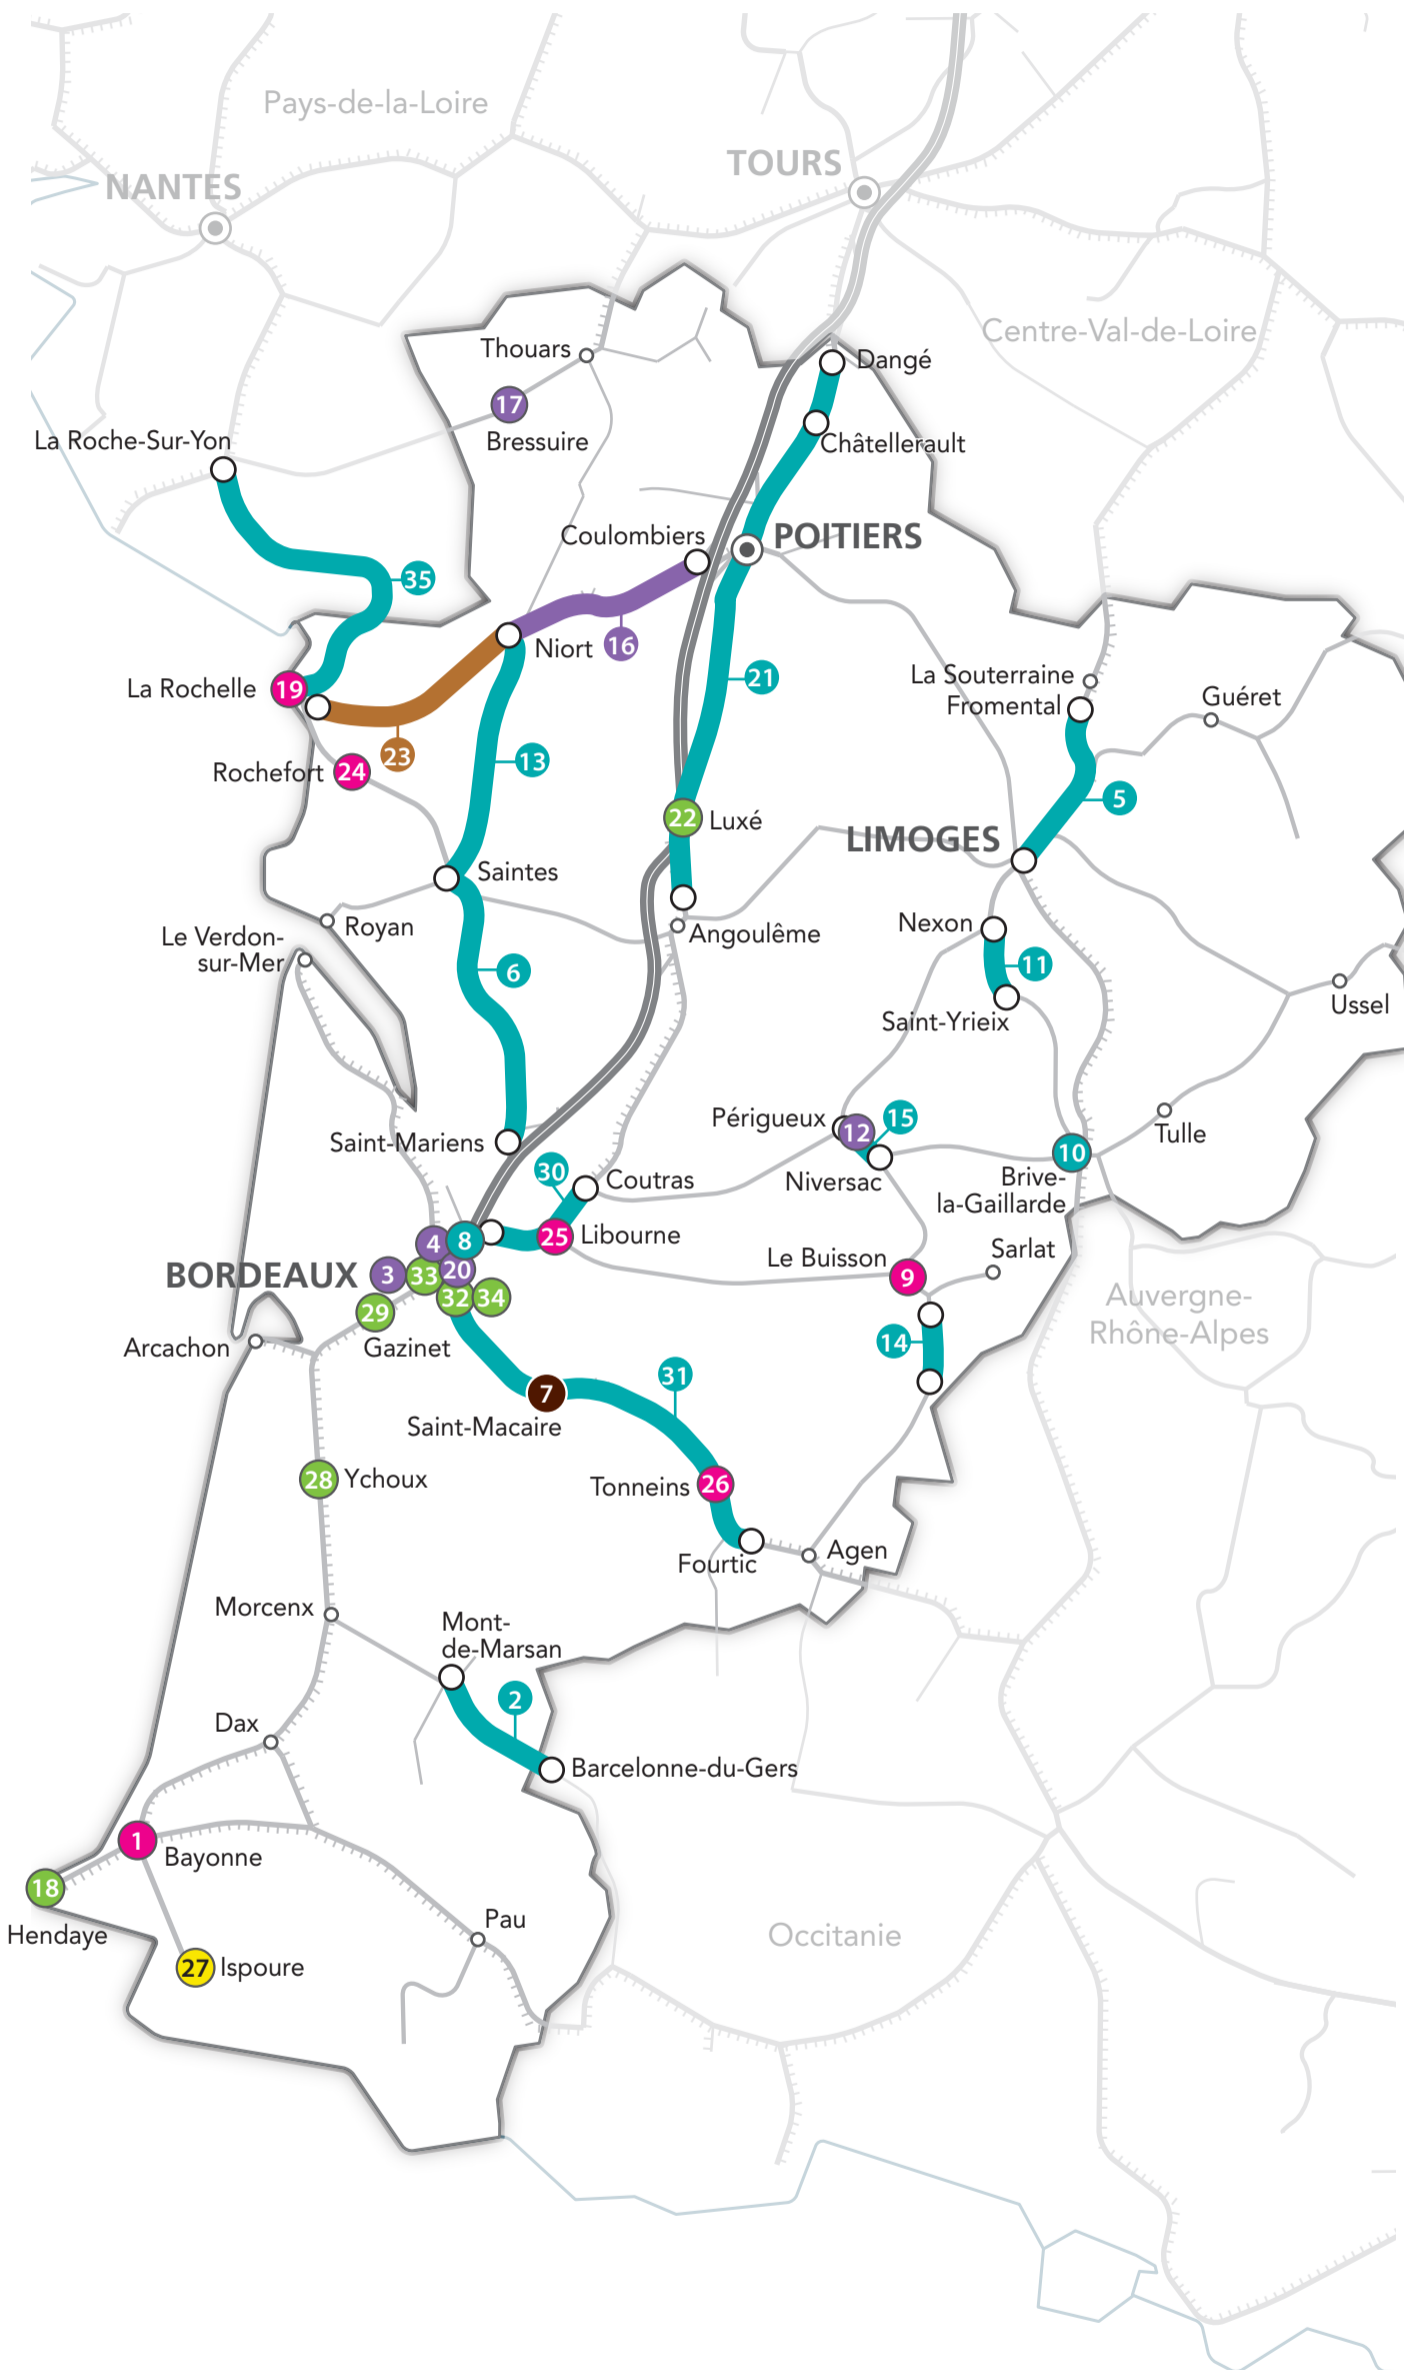 Pays-de-la-Loire
TOURS
NANTES
Centre-Val-de-Loire
Thouars
Dangé
17
Bressuire
La Roche-Sur-Yon
Châtellerault
Coulombiers
POITIERS
35
Niort
16
La Rochelle
19
21
La Souterraine
Fromental
Guéret
23
Rochefort
24
13
5
22
Luxé
LIMOGES
Saintes
Nexon
Royan
Angoulême
Le Verdon-
sur-Mer
6
11
Saint-Yrieix
Ussel
Périgueux
12
15
Saint-Mariens
Tulle
10
30
Coutras
Niversac
Brive-
la-Gaillarde
4
8
25
Libourne
Le Buisson
Sarlat
BORDEAUX
3
33
20
9
29
32
34
Auvergne-
Rhône-Alpes
Arcachon
Gazinet
14
31
7
Saint-Macaire
28
Ychoux
Tonneins
26
Fourtic
Agen
Morcenx
Mont-
de-Marsan
2
Dax
Barcelonne-du-Gers
1
Bayonne
18
Hendaye
Pau
Occitanie
27
Ispoure